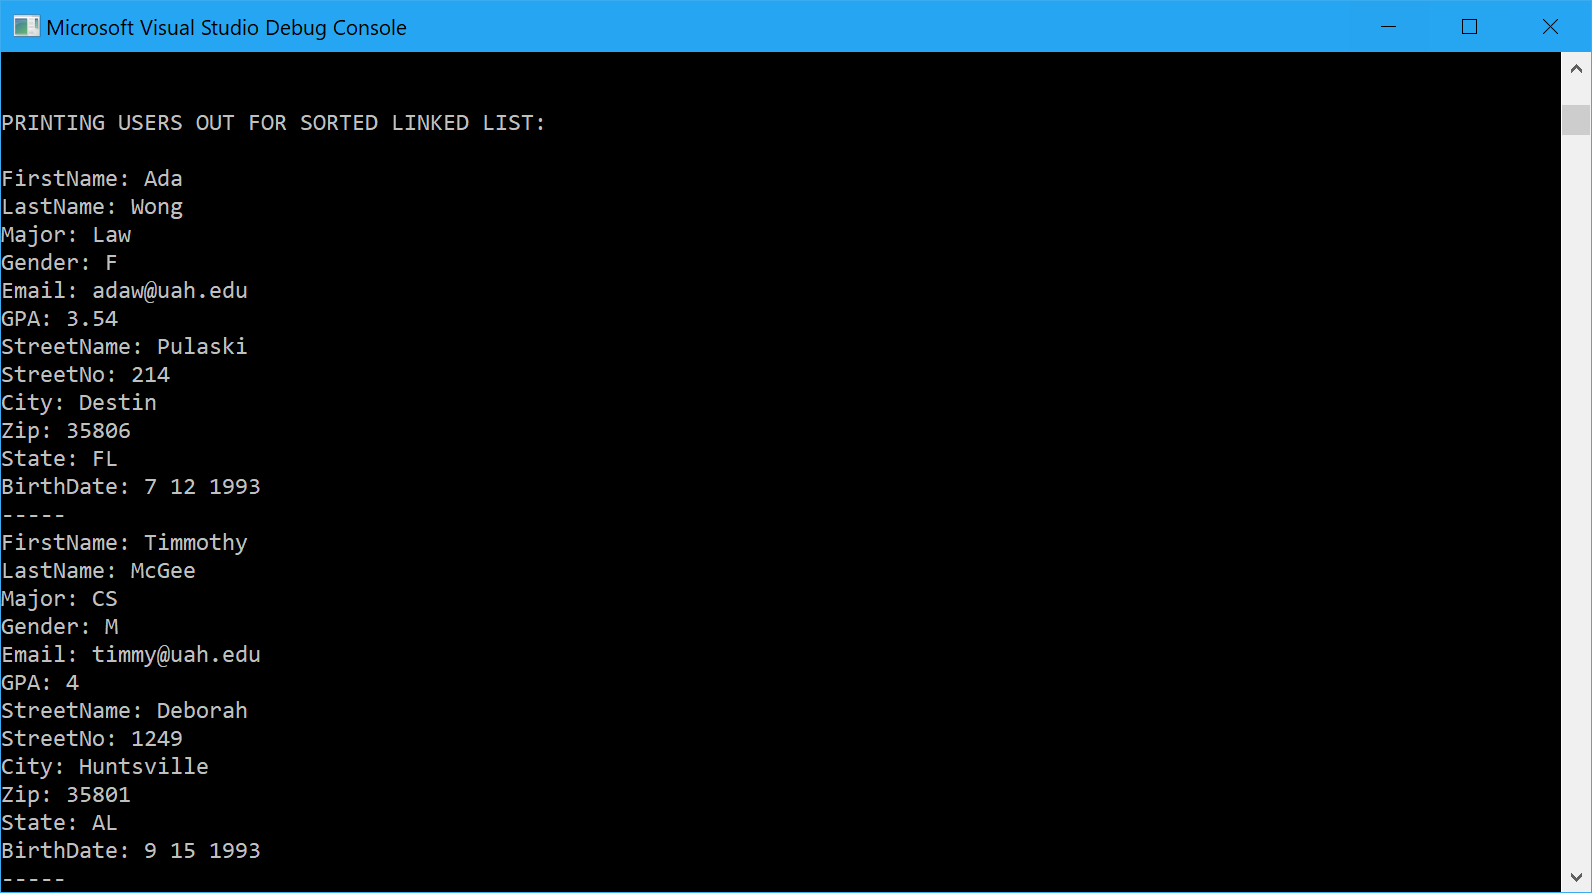 Microsoft Visual Studio Debug Console
PRINTING USERS OUT FOR SORTED LINKED LIST:
FirstName: Ada
LastName: Wong
Major: Law
Gender: F
Email: adaw@uah.edu
GPA: 3.54
StreetName: Pulaski
StreetNo: 214
City: Destin
Zip: 35806
State: FL
BirthDate: 7 12 1993
-----
FirstName: Timmothy
LastName: McGee
Major: CS
Gender: M
Email: timmy@uah.edu
GPA: 4
StreetName: Deborah
StreetNo: 1249
City: Huntsville
Zip: 35801
State: AL
BirthDate: 9 15 1993
-----